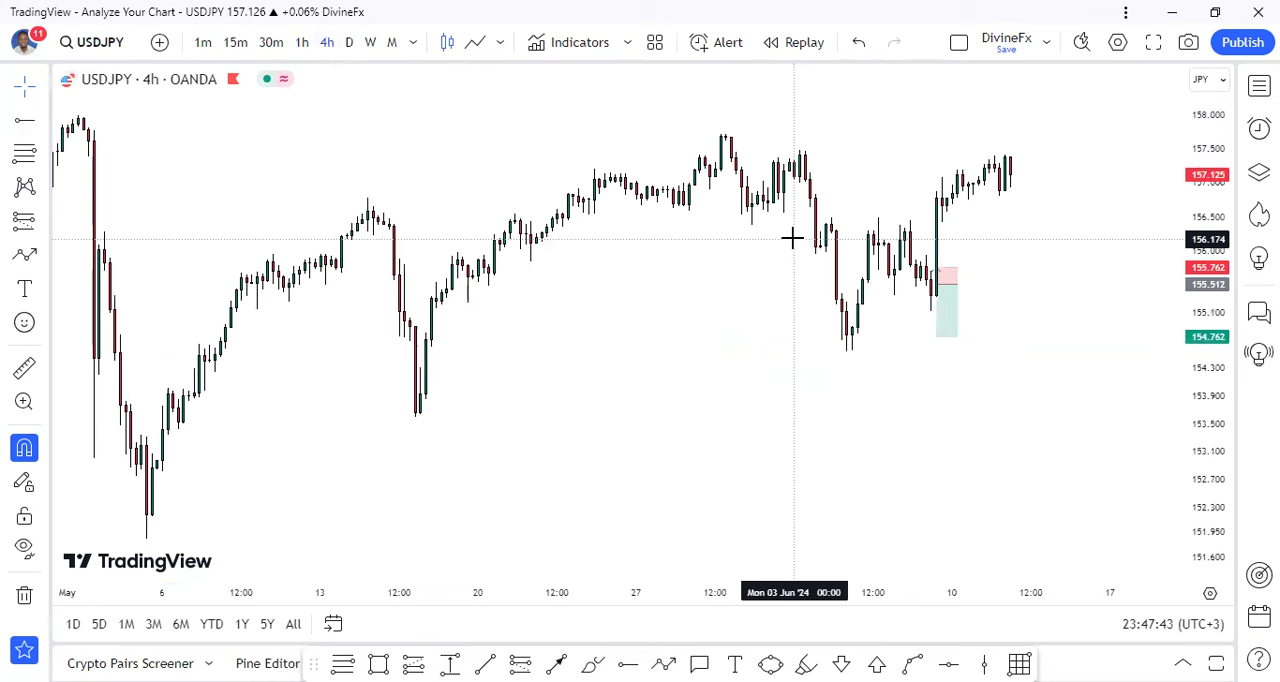 TradingView - Analyze Your Chart - USDJPY 157.126 ▲ +0.06% DivineFx
11
USDJPY
1m 15m 30m 1h 4h D W M
Indicators
Alert
Replay
DivineFx
Save
Publish
USDJPY · 4h · OANDA
JPY
158.000
157.500
157.125
157.000
156.500
156.174
156.000
155.762
155.512
155.100
154.762
154.300
153.900
153.500
153.100
152.700
152.300
151.950
151.600
TradingView
May 6 12:00 13 12:00 20 12:00 27 12:00 Mon 03 Jun '24 00:00 12:00 10 12:00 17
1D 5D 1M 3M 6M YTD 1Y 5Y All
23:47:43 (UTC+3)
Crypto Pairs Screener
Pine Editor